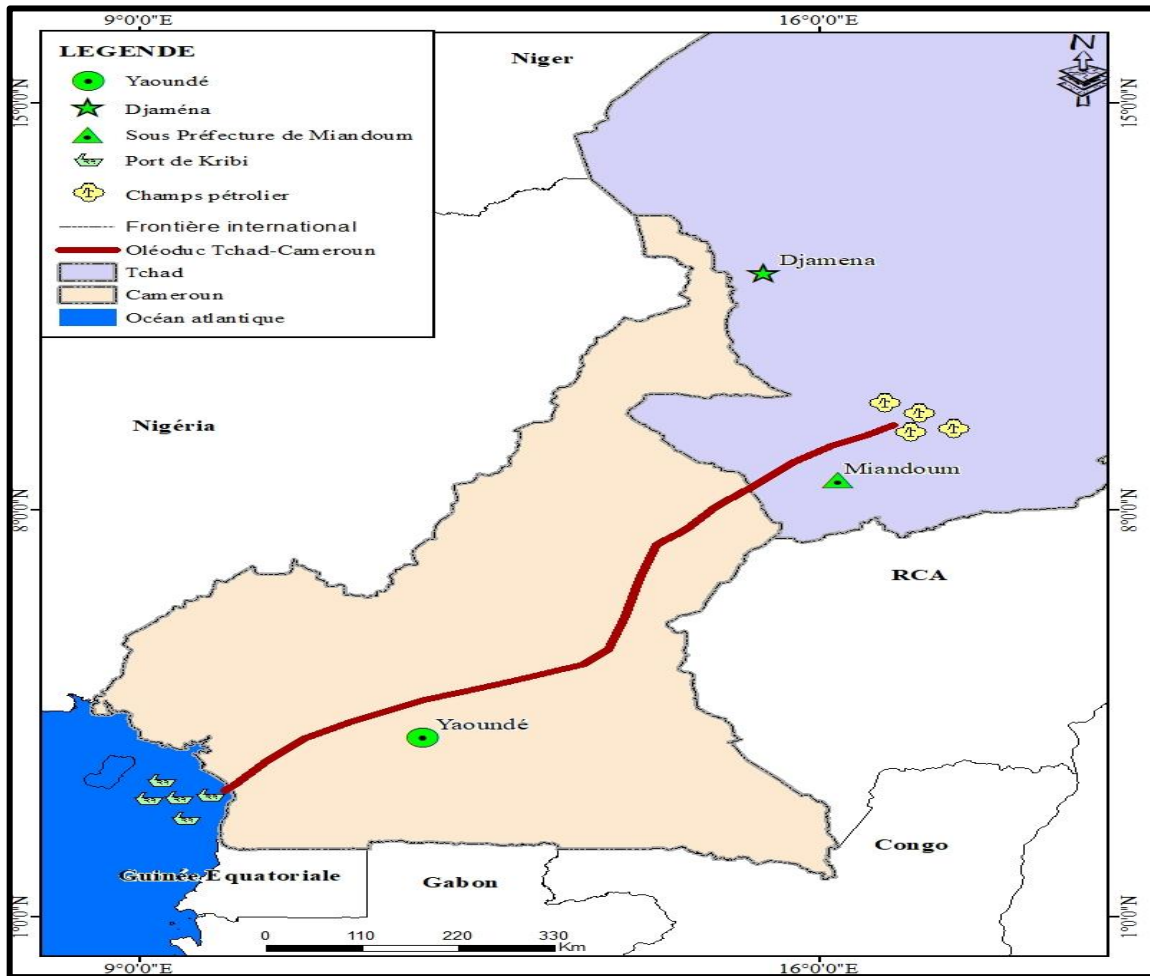 9°0'0"E
16°0'0"E
LEGENDE
Yaoundé
Djaména
Sous Préfecture de Miandoum
Port de Kribi
Champs pétrolier
Frontière international
Oléoduc Tchad-Cameroun
Tchad
Cameroun
Océan atlantique
Niger
N
15°0'0"N
15°0'0"N
Djamena
Nigéria
Miandoum
8°0'0"N
8°0'0"N
RCA
Yaoundé
Congo
Guinée Equatoriale
Gabon
1°0'0"N
1°0'0"N
0 110 220 330
Km
9°0'0"E
16°0'0"E